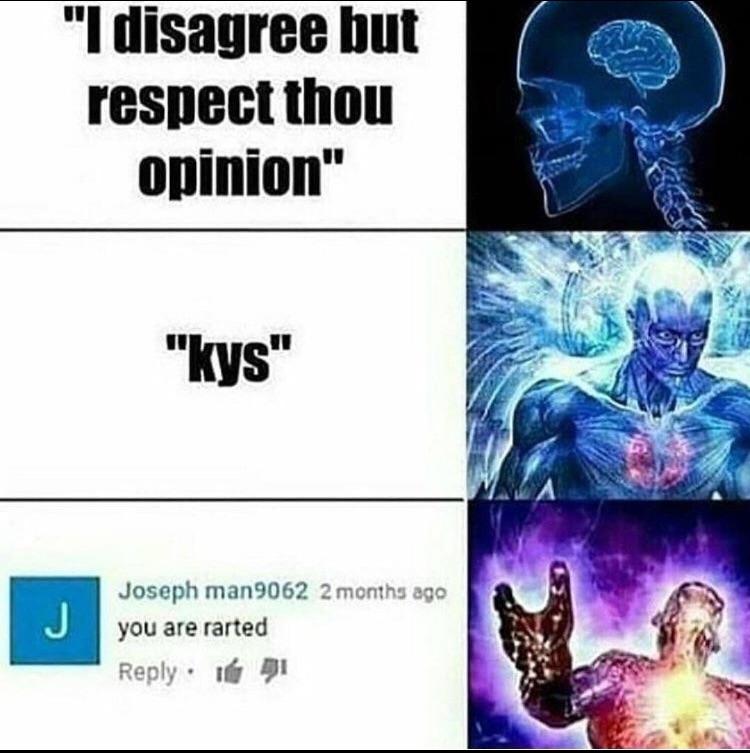 "I disagree but
respect thou
opinion"
"kys"
J
Joseph man9062 2 months ago
you are rarted
Reply ·